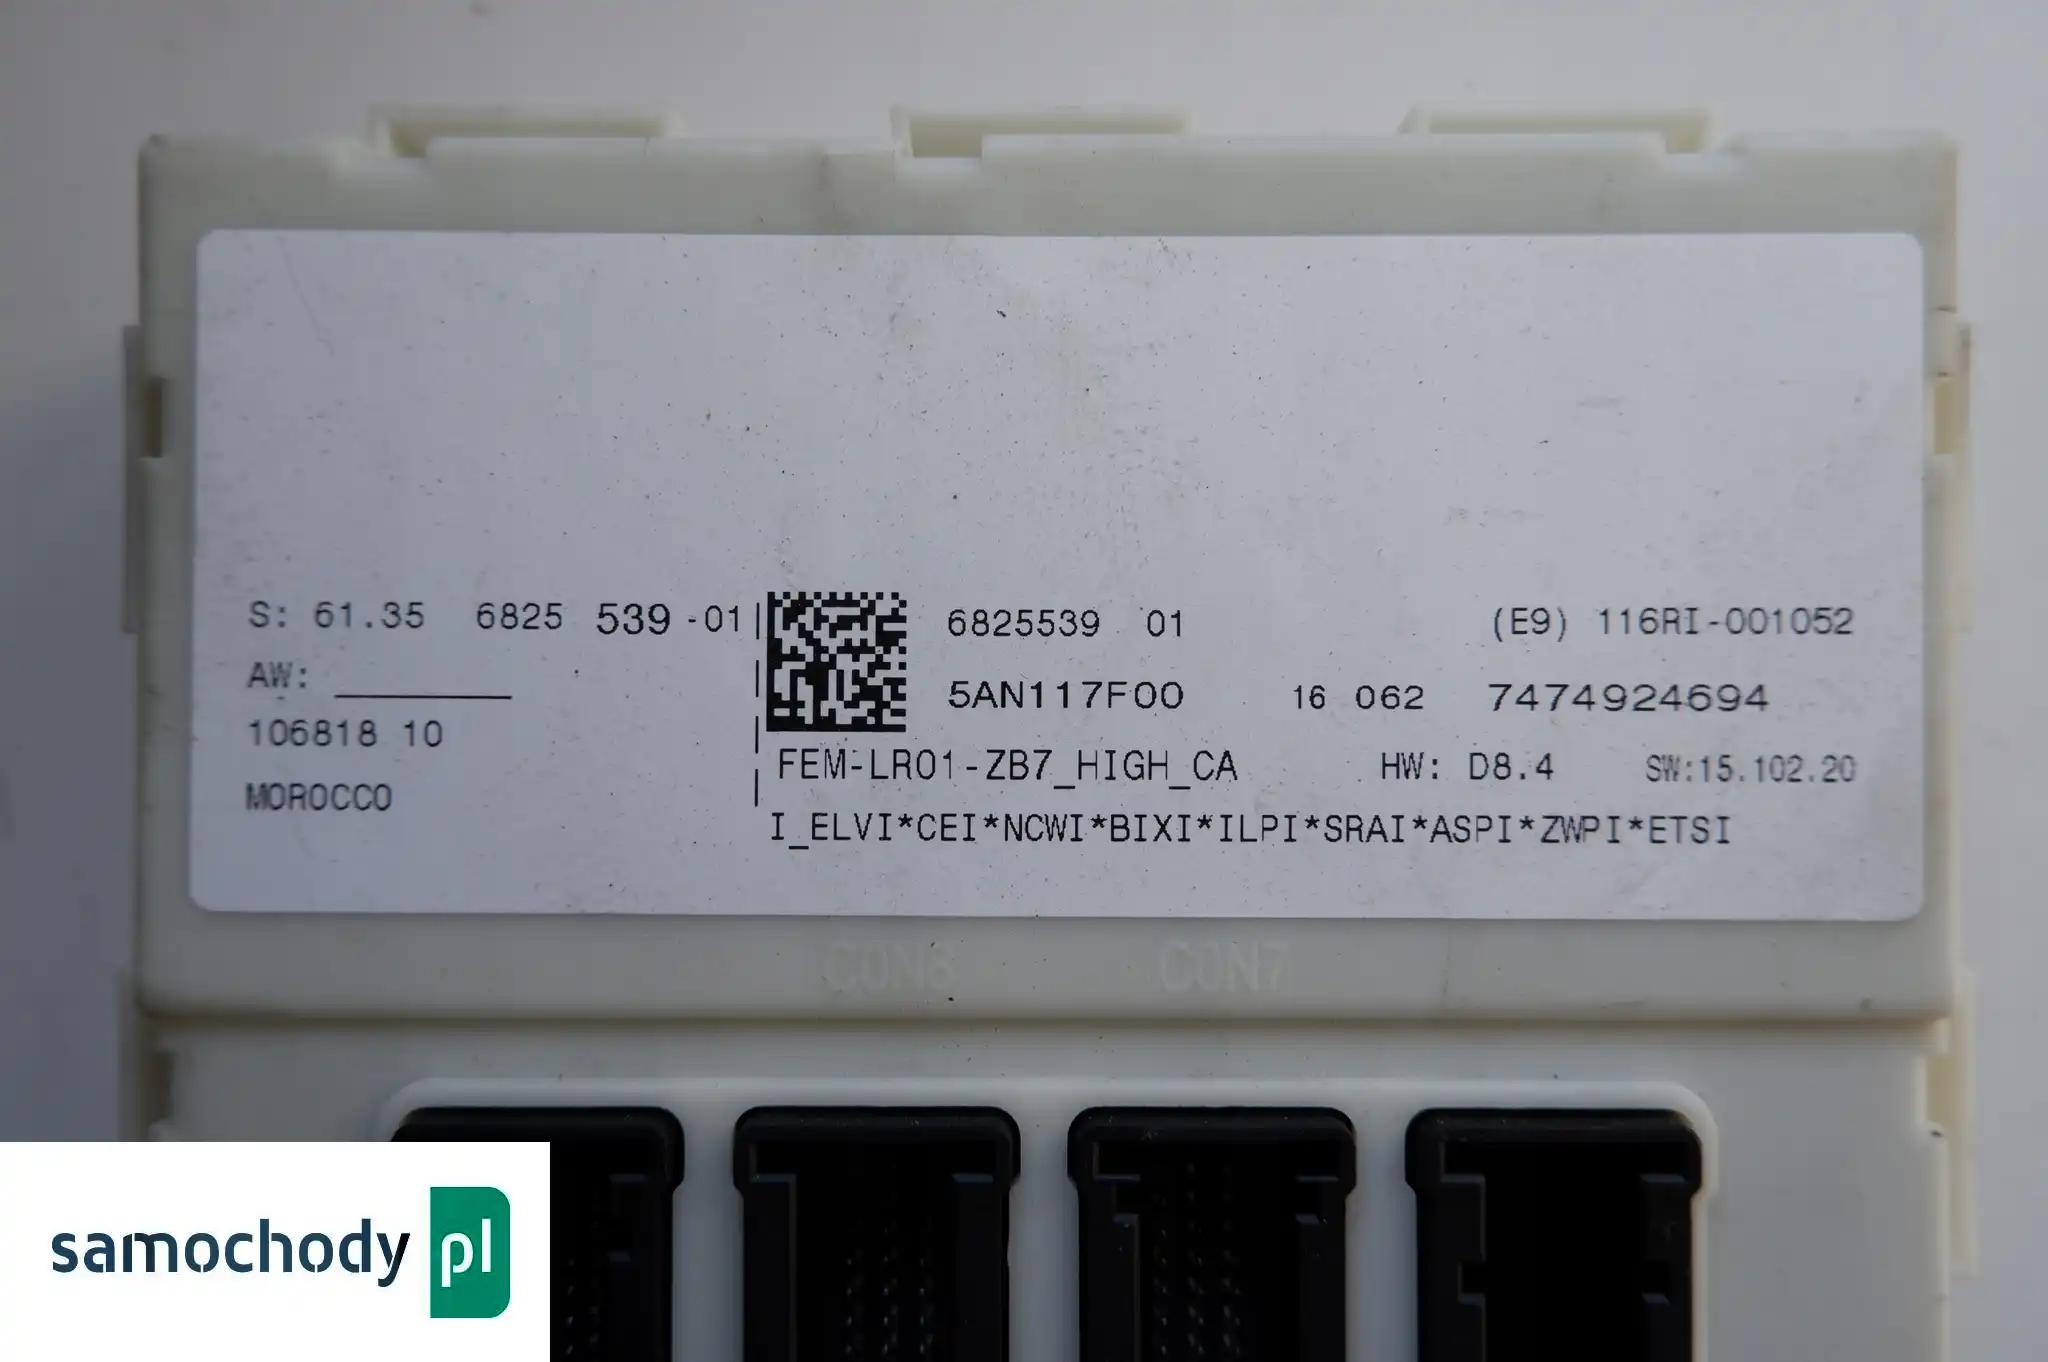 S: 61.35 6825 539-01
AW:
106818 10
MOROCCO
6825539 01
(E9) 116RI-001052
5AN117F00
16 062
7474924694
FEM-LR01-ZB7_HIGH_CA
HW: D8.4
SW:15.102.20
I_ELVI*CEI*NCWI*BIXI*ILPI*SRAI*ASPI*ZWPI*ETSI
CON8
CON7
samochody pl